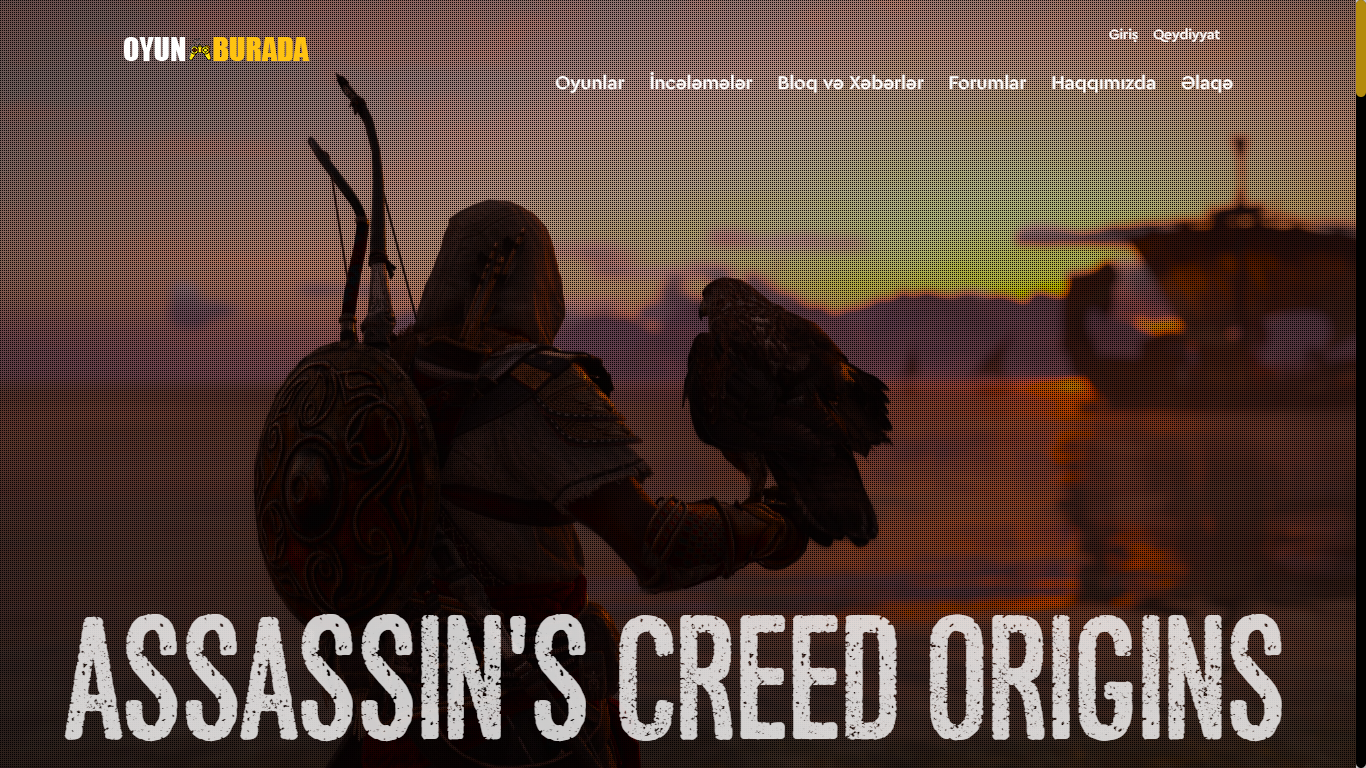 Giriş Qeydiyyat
OYUN BURADA
Oyunlar İncələmələr Bloq və Xəbərlər Forumlar Haqqımızda Əlaqə
ASSASSIN'S CREED ORIGINS